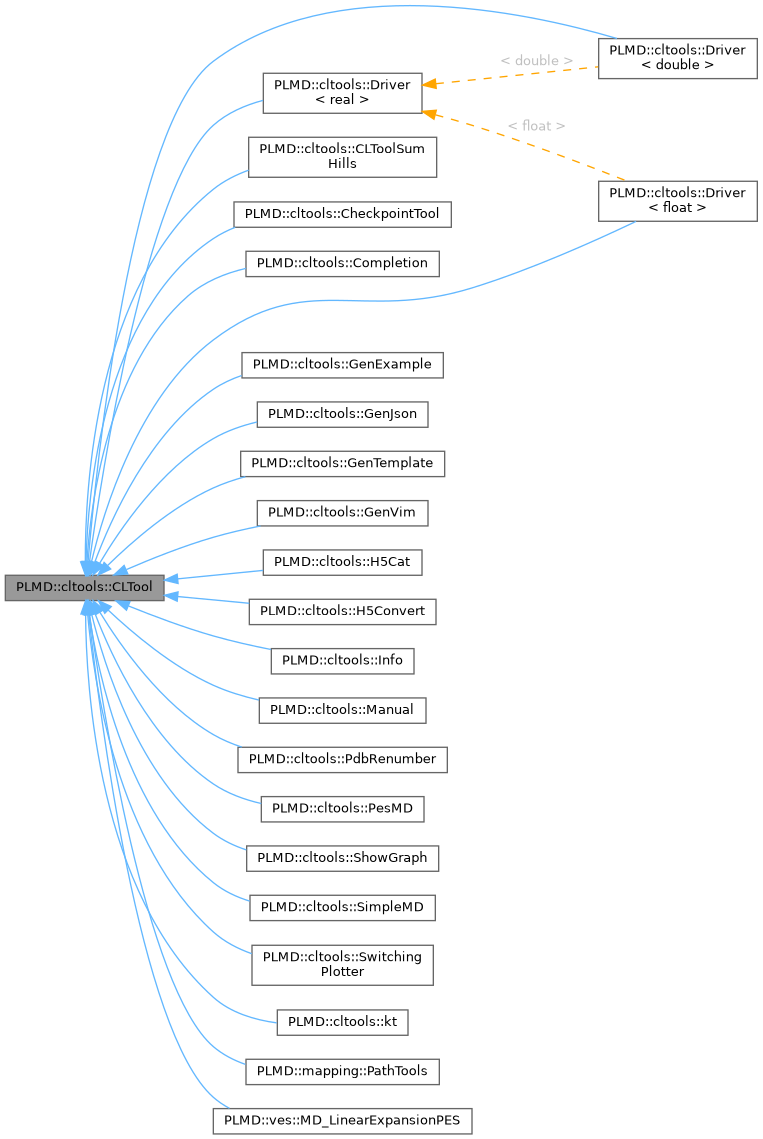 PLMD::cltools::Driver
< double >
< double >
PLMD::cltools::Driver
< real >
< float >
PLMD::cltools::CLToolSum
Hills
PLMD::cltools::Driver
< float >
PLMD::cltools::CheckpointTool
PLMD::cltools::Completion
PLMD::cltools::GenExample
PLMD::cltools::GenJson
PLMD::cltools::GenTemplate
PLMD::cltools::GenVim
PLMD::cltools::H5Cat
PLMD::cltools::CLTool
PLMD::cltools::H5Convert
PLMD::cltools::Info
PLMD::cltools::Manual
PLMD::cltools::PdbRenumber
PLMD::cltools::PesMD
PLMD::cltools::ShowGraph
PLMD::cltools::SimpleMD
PLMD::cltools::Switching
Plotter
PLMD::cltools::kt
PLMD::mapping::PathTools
PLMD::ves::MD_LinearExpansionPES